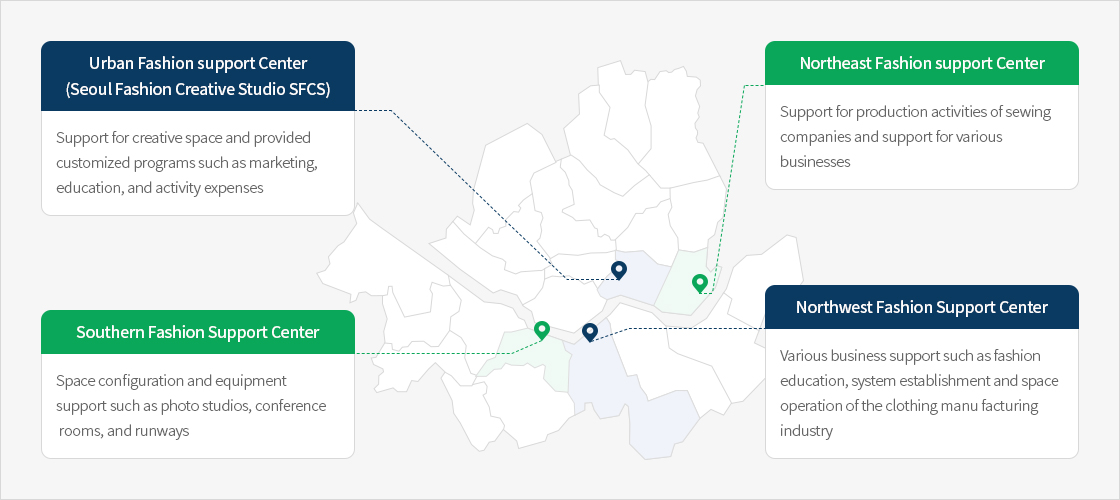 Urban Fashion support Center
(Seoul Fashion Creative Studio SFCS)
Support for creative space and provided
customized programs such as marketing,
education, and activity expenses
Northeast Fashion support Center
Support for production activities of sewing
companies and support for various
businesses
Southern Fashion Support Center
Space configuration and equipment
support such as photo studios, conference
rooms, and runways
Northwest Fashion Support Center
Various business support such as fashion
education, system establishment and space
operation of the clothing manu facturing
industry